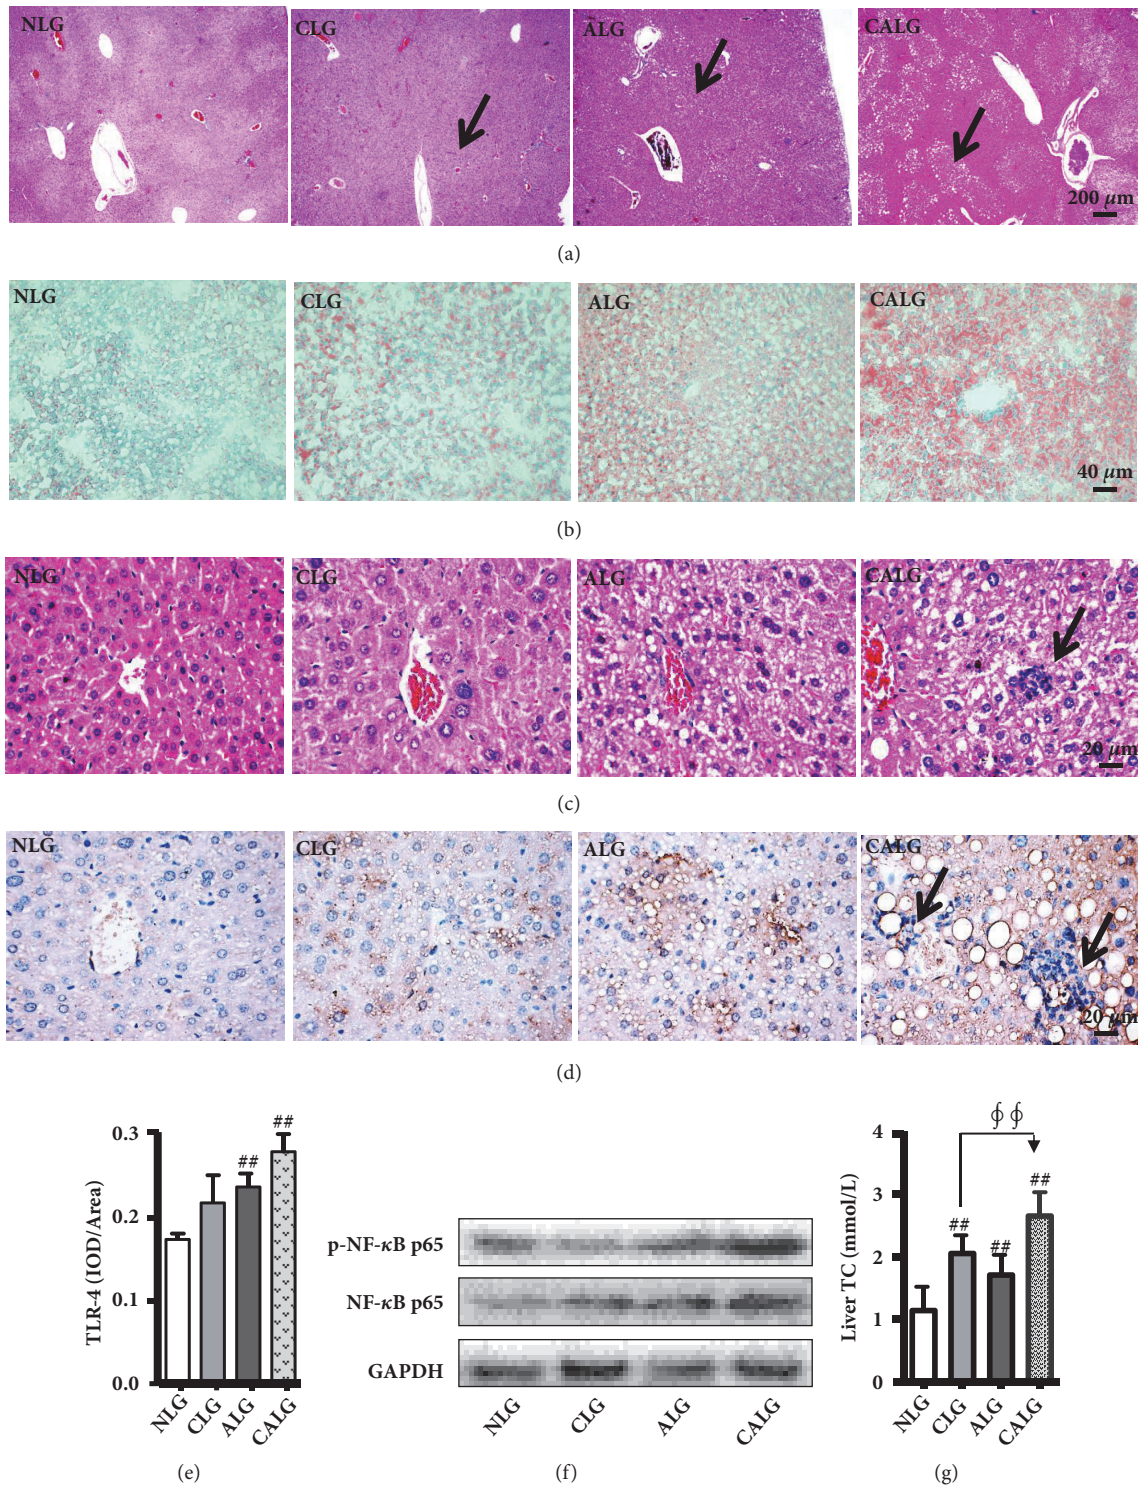 NLG CLG ALG CALG
200 μm
(a)
NLG CLG ALG CALG
40 μm
(b)
NLG CLG ALG CALG
20 μm
(c)
NLG CLG ALG CALG
20 μm
(d)
TLR-4 (IOD/Area)
0.3
0.2
0.1
0.0
##
##
NLG CLG ALG CALG
(e)
p-NF-κB p65
NF-κB p65
GAPDH
NLG CLG ALG CALG
(f)
Liver TC (mmol/L)
4
3
2
1
0
∮∮
##
##
##
NLG CLG ALG CALG
(g)